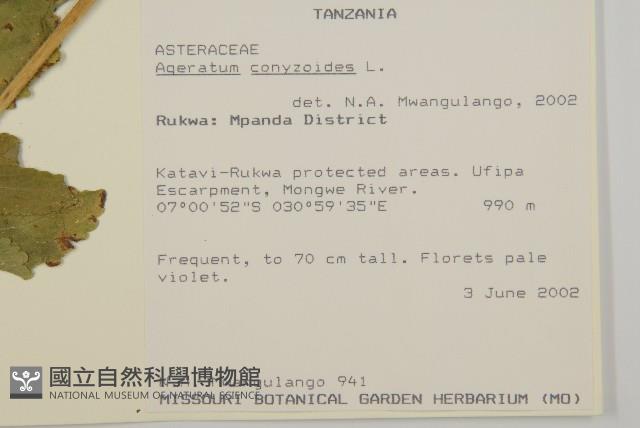 TANZANIA
ASTERACEAE
Ageratum conyzoides L.
det. N.A. Mwangulango, 2002
Rukwa: Mpanda District
Katavi-Rukwa protected areas. Ufipa
Escarpment, Mongwe River.
07°00'52"S 030°59'35"E 990 m
Frequent, to 70 cm tall. Florets pale
violet.
3 June 2002
Mwangulango 941
MISSOURI BOTANICAL GARDEN HERBARIUM (MO)
國立自然科學博物館
NATIONAL MUSEUM OF NATURAL SCIENCE